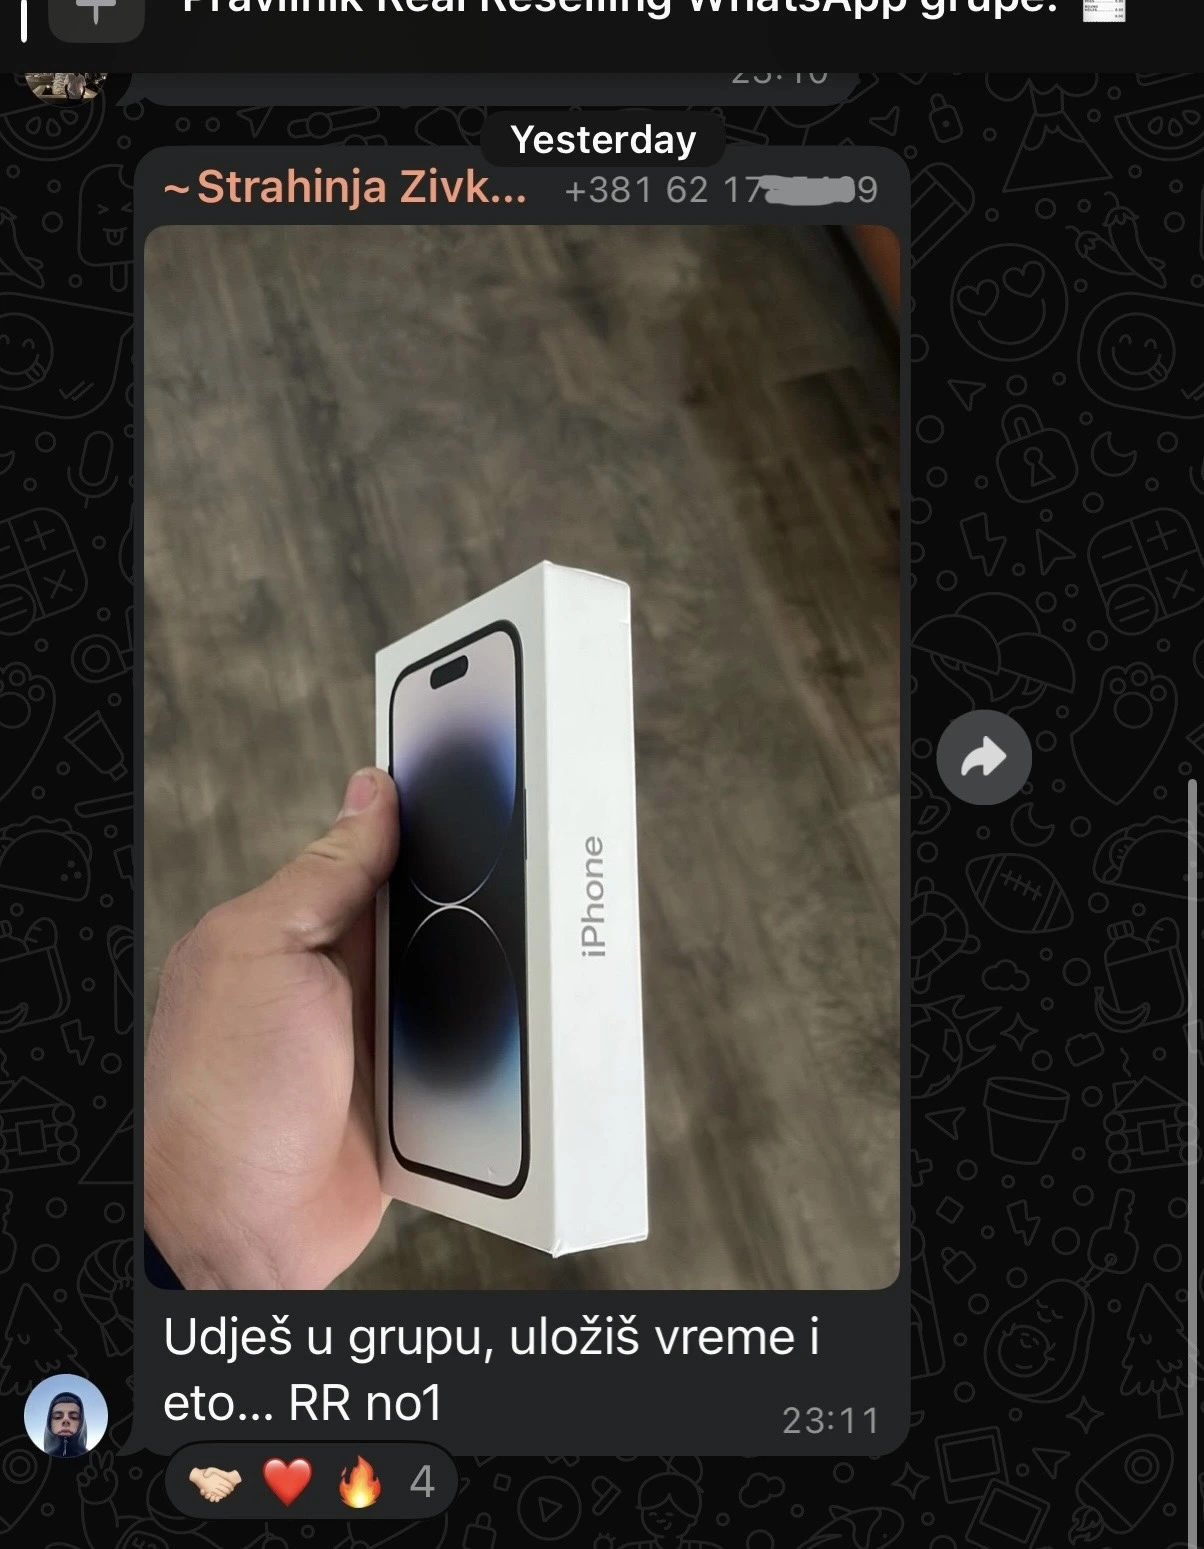 Pravilnik Real Reselling WhatsApp grupe.
23:10
Yesterday
~Strahinja Zivk... +381 62 17 9
iPhone
Udješ u grupu, uložiš vreme i
eto... RR no1
23:11
4